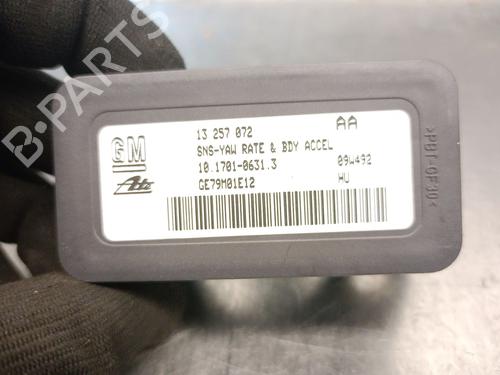 GM
13 257 072 AA
SNS-YAW RATE & BDY ACCEL
10.1701-0631.3 09W492
GE79M01E12 HU
Ate
>PBT-GF30<
B-PARTS